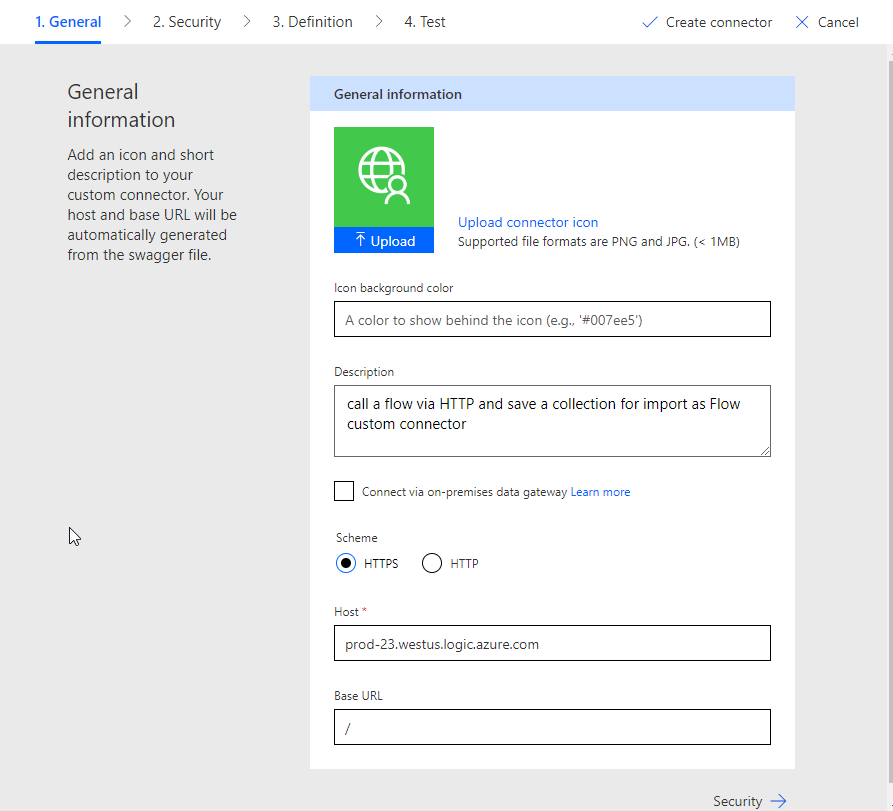 1. General
2. Security
3. Definition
4. Test
Create connector
Cancel
General
information
Add an icon and short
description to your
custom connector. Your
host and base URL will be
automatically generated
from the swagger file.
General information
Upload
Upload connector icon
Supported file formats are PNG and JPG. (< 1MB)
Icon background color
A color to show behind the icon (e.g., '#007ee5')
Description
call a flow via HTTP and save a collection for import as Flow
custom connector
Connect via on-premises data gateway Learn more
Scheme
HTTPS
HTTP
Host *
prod-23.westus.logic.azure.com
Base URL
/
Security